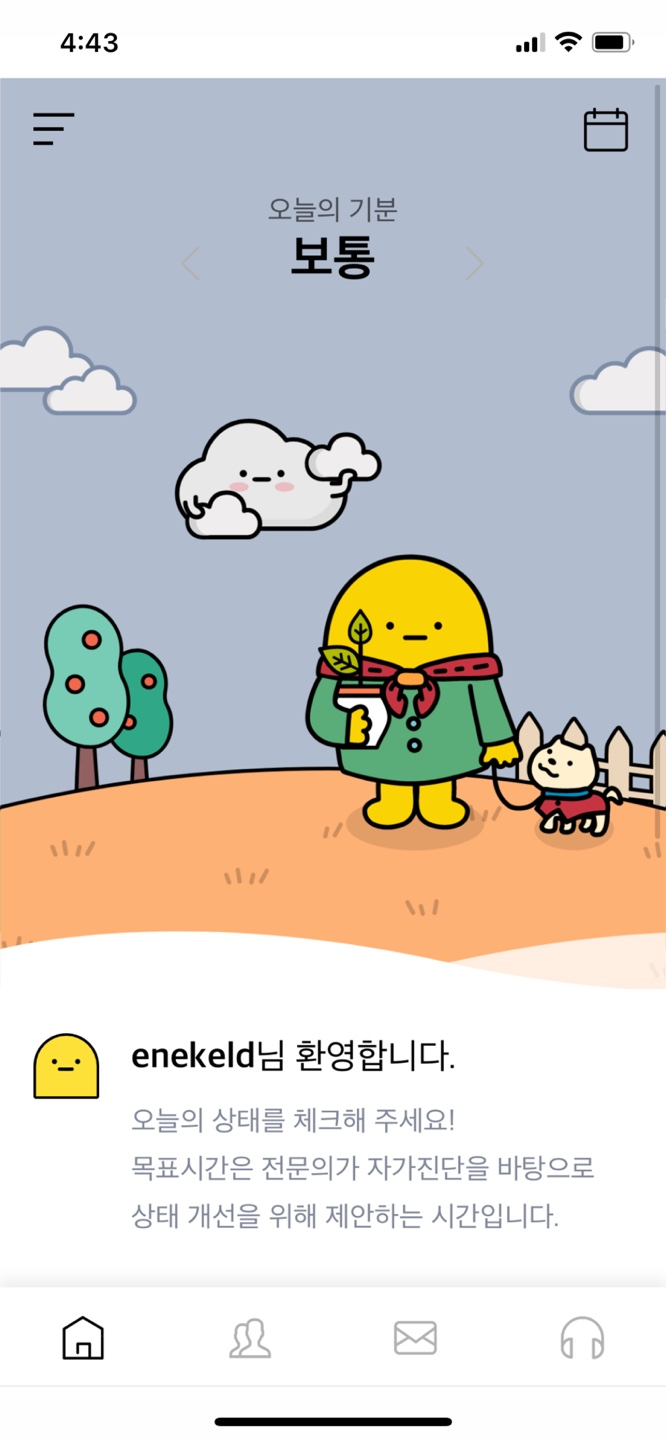 4:43
오늘의 기분
보통
enekeld님 환영합니다.
오늘의 상태를 체크해 주세요!
목표시간은 전문의가 자가진단을 바탕으로
상태 개선을 위해 제안하는 시간입니다.